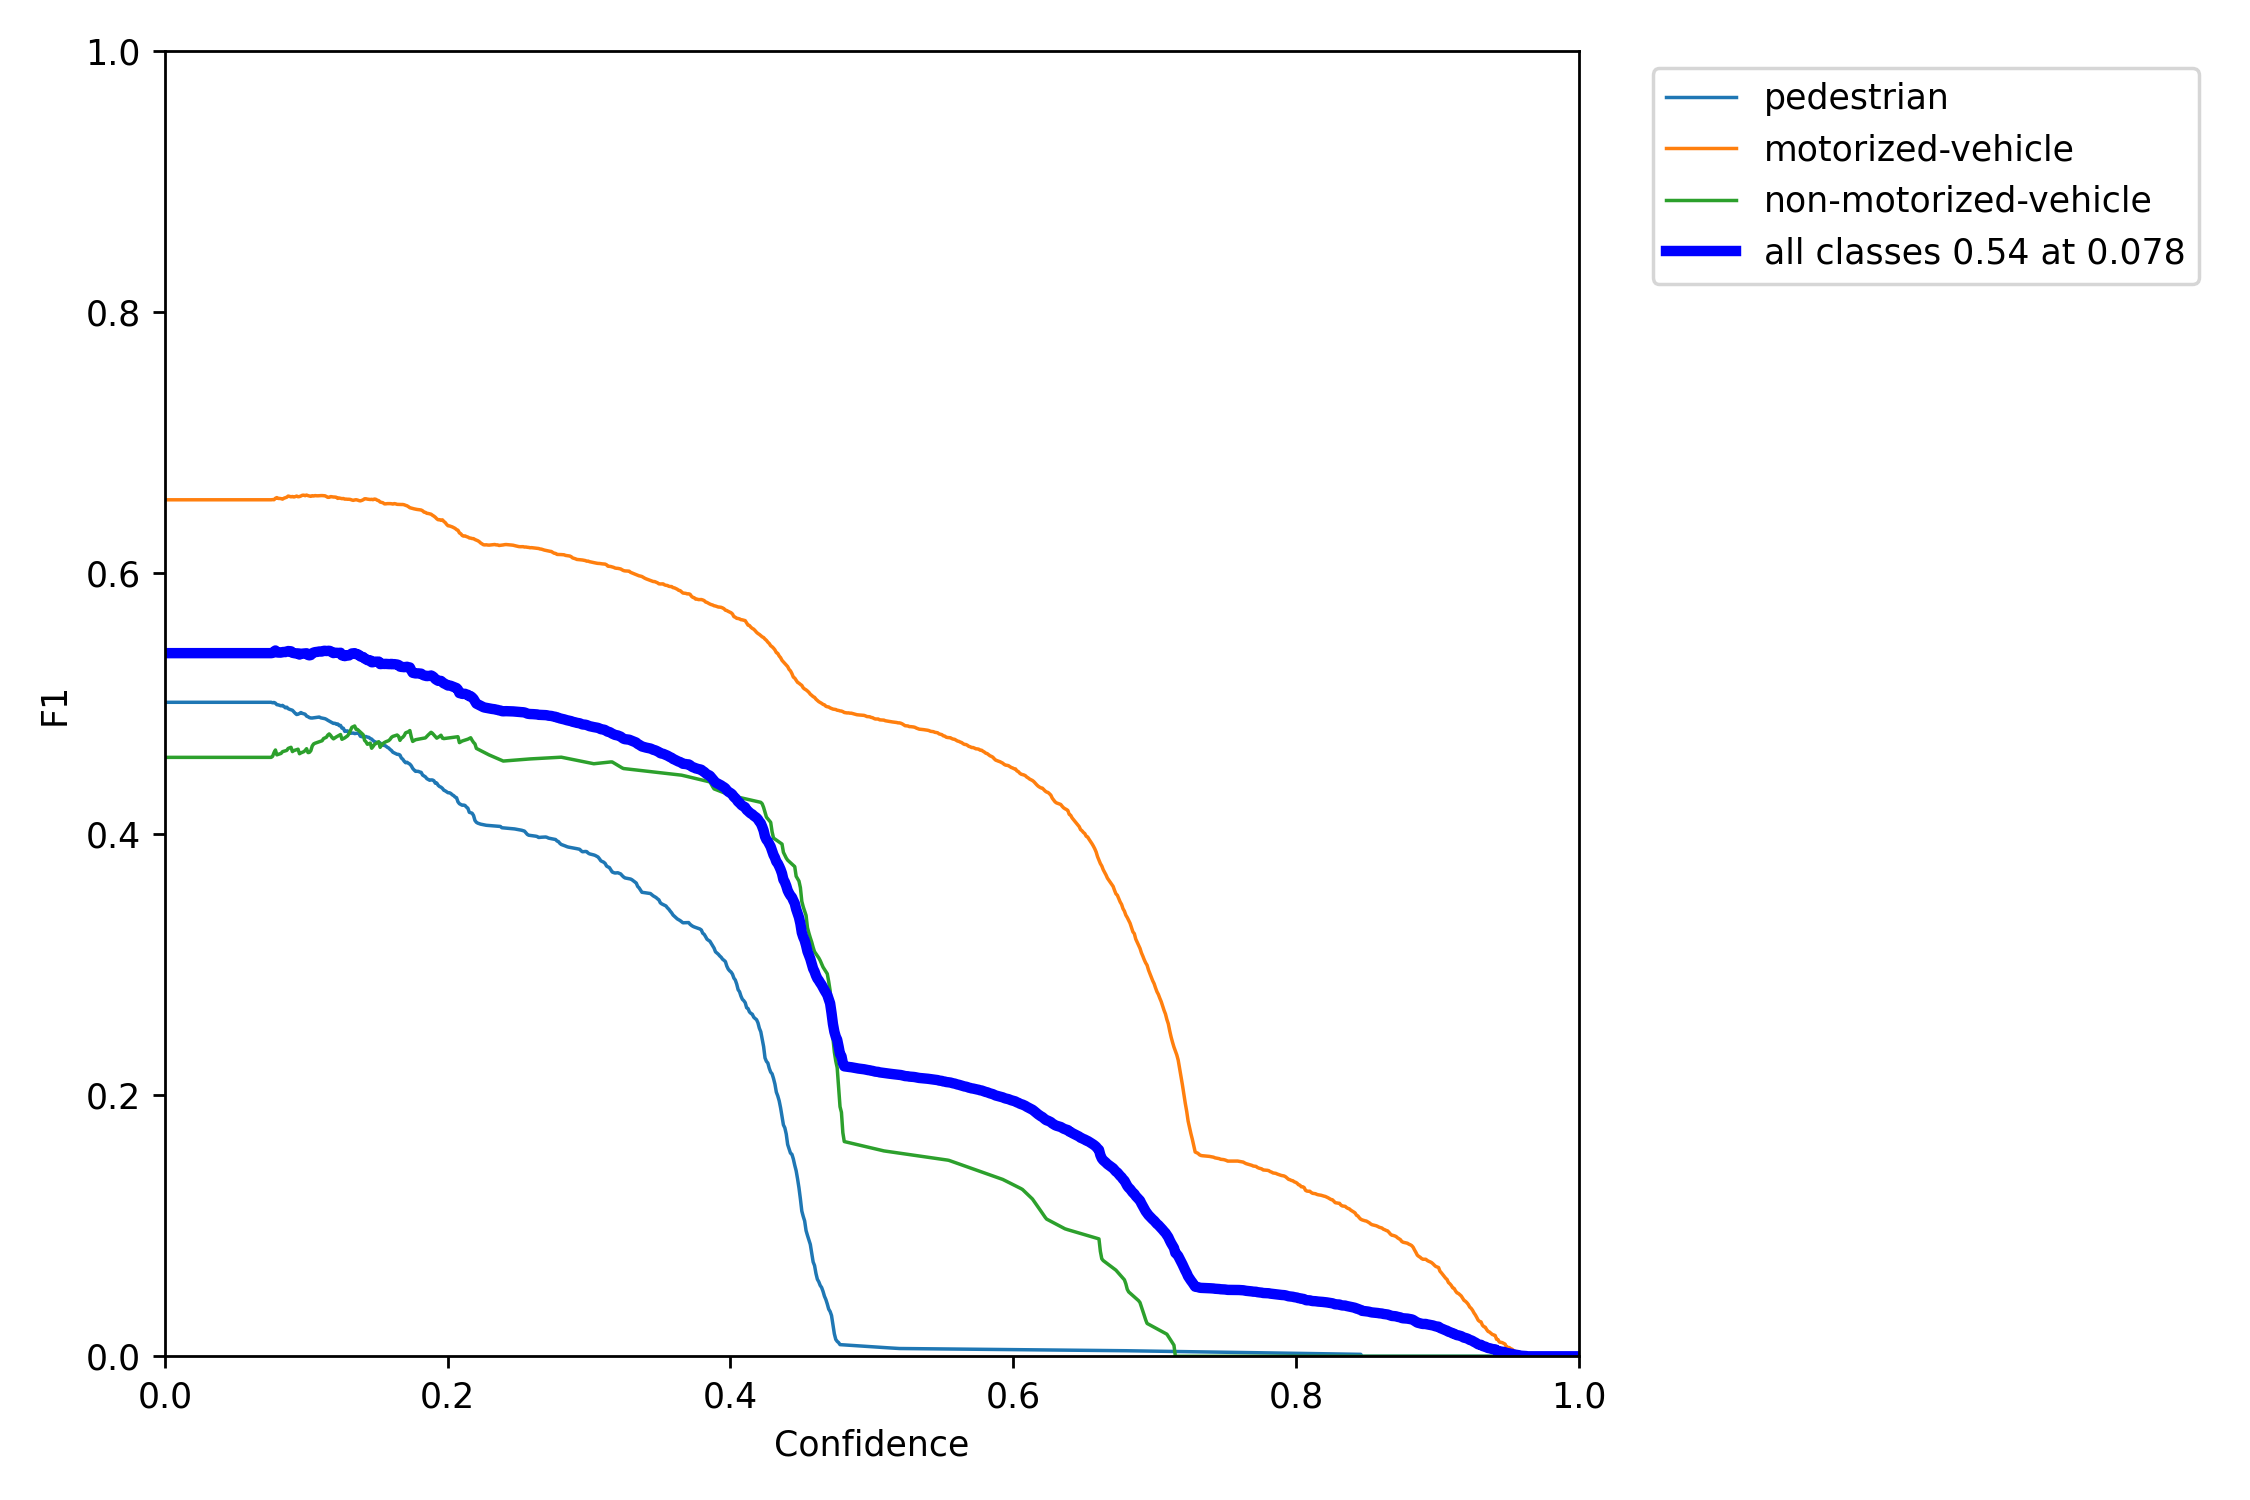 1.0
0.8
0.6
0.4
0.2
0.0
F1
0.0 0.2 0.4 0.6 0.8 1.0
Confidence
pedestrian
motorized-vehicle
non-motorized-vehicle
all classes 0.54 at 0.078